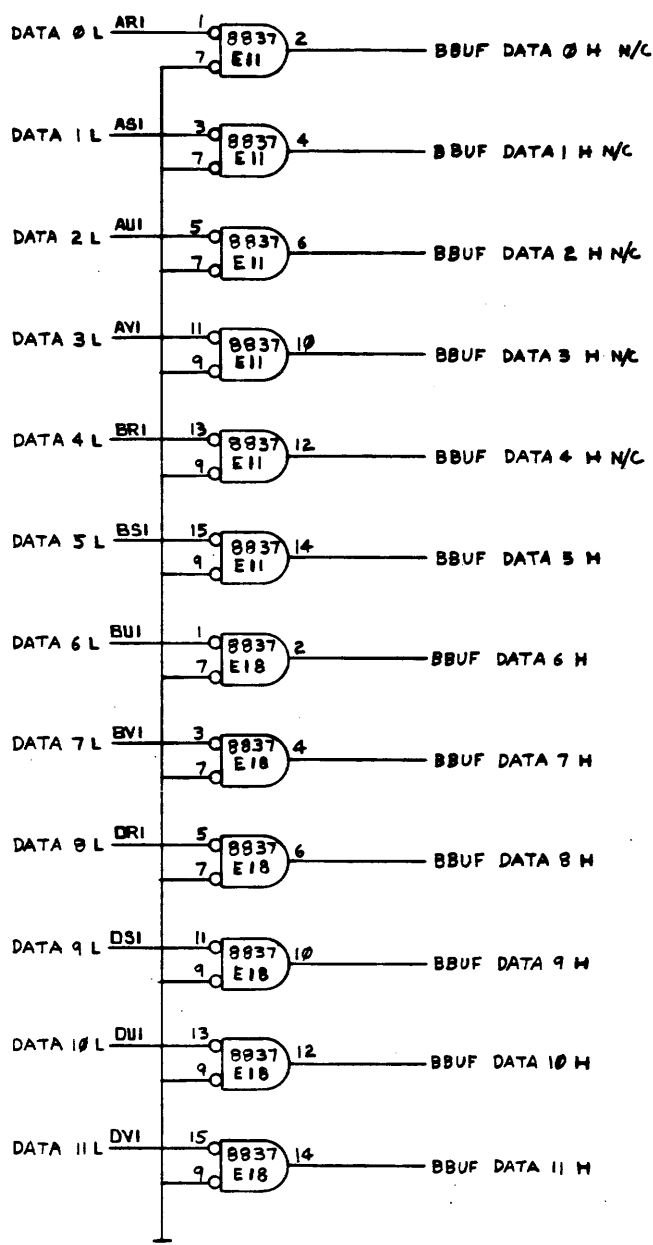 DATA 0 L AR1 1 8837 2 BBUF DATA 0 H N/C
7 E11
DATA 1 L AS1 3 8837 4 BBUF DATA 1 H N/C
7 E11
DATA 2 L AU1 5 8837 6 BBUF DATA 2 H N/C
7 E11
DATA 3 L AV1 11 8837 10 BBUF DATA 3 H N/C
9 E11
DATA 4 L BR1 13 8837 12 BBUF DATA 4 H N/C
9 E11
DATA 5 L BS1 15 8837 14 BBUF DATA 5 H
9 E11
DATA 6 L BU1 1 8837 2 BBUF DATA 6 H
7 E18
DATA 7 L BV1 3 8837 4 BBUF DATA 7 H
7 E18
DATA 8 L DR1 5 8837 6 BBUF DATA 8 H
7 E18
DATA 9 L DS1 11 8837 10 BBUF DATA 9 H
9 E18
DATA 10 L DU1 13 8837 12 BBUF DATA 10 H
9 E18
DATA 11 L DV1 15 8837 14 BBUF DATA 11 H
9 E18